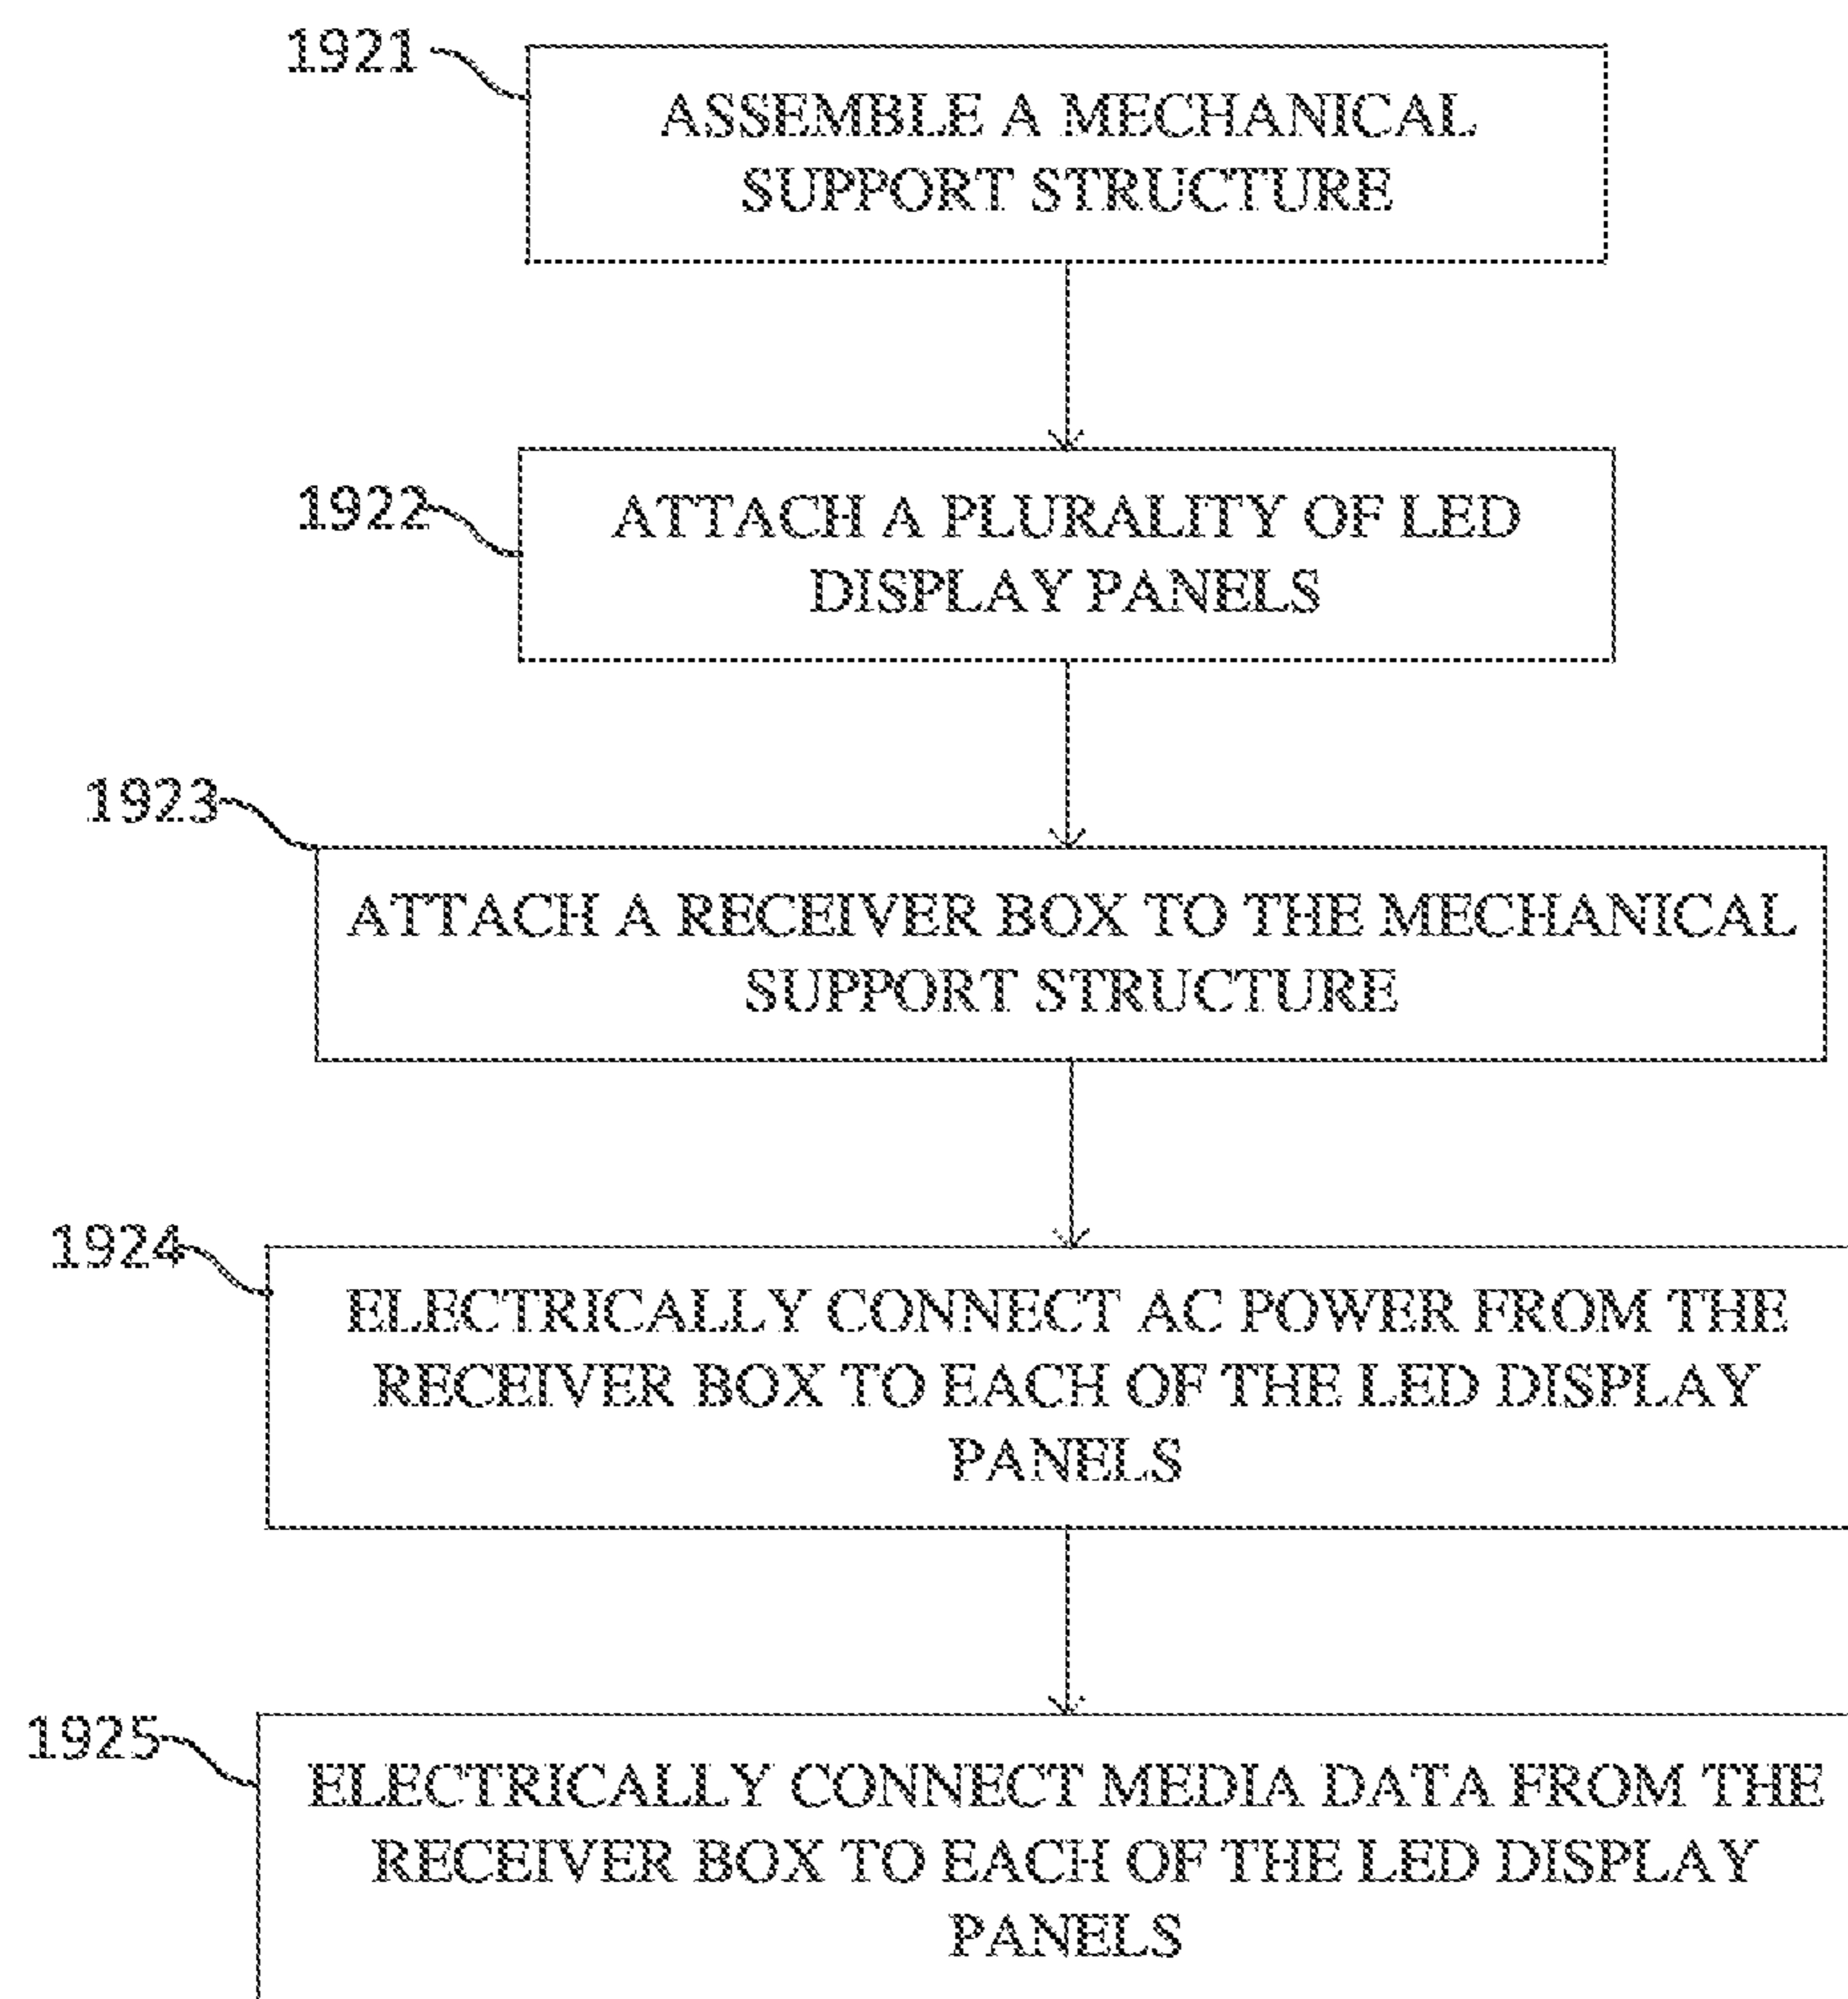 1921
ASSEMBLE A MECHANICAL
SUPPORT STRUCTURE
1922
ATTACH A PLURALITY OF LED
DISPLAY PANELS
1923
ATTACH A RECEIVER BOX TO THE MECHANICAL
SUPPORT STRUCTURE
1924
ELECTRICALLY CONNECT AC POWER FROM THE
RECEIVER BOX TO EACH OF THE LED DISPLAY
PANELS
1925
ELECTRICALLY CONNECT MEDIA DATA FROM THE
RECEIVER BOX TO EACH OF THE LED DISPLAY
PANELS